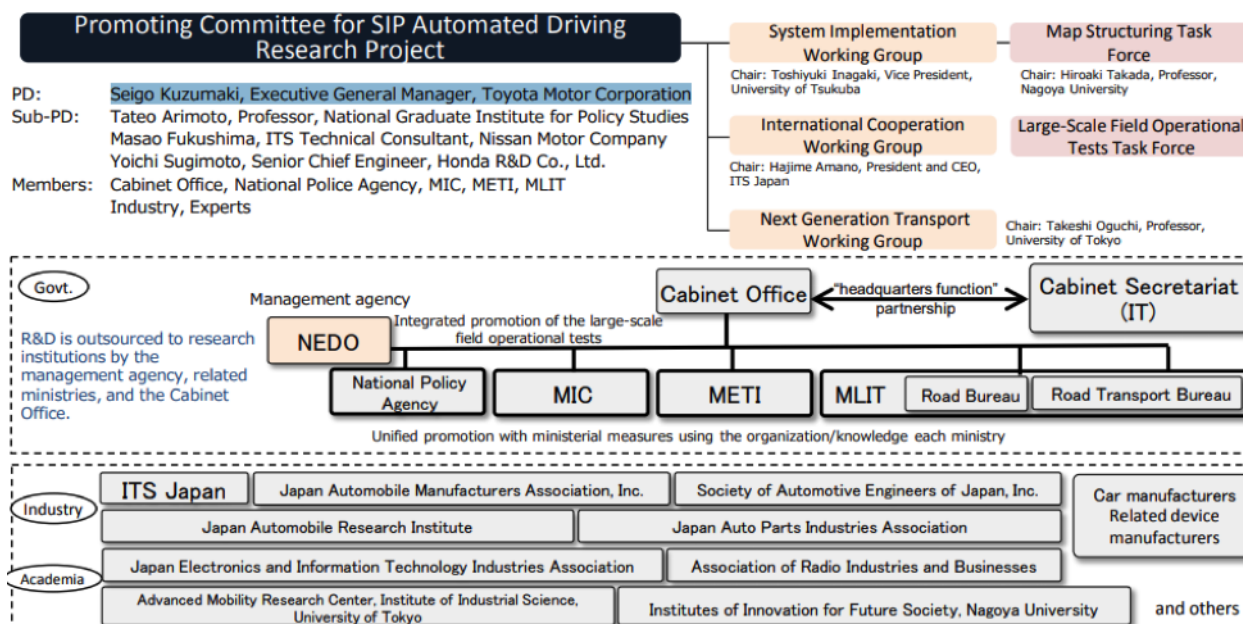 Promoting Committee for SIP Automated Driving
Research Project
PD: Seigo Kuzumaki, Executive General Manager, Toyota Motor Corporation
Sub-PD: Tateo Arimoto, Professor, National Graduate Institute for Policy Studies
Masao Fukushima, ITS Technical Consultant, Nissan Motor Company
Yoichi Sugimoto, Senior Chief Engineer, Honda R&D Co., Ltd.
Members: Cabinet Office, National Police Agency, MIC, METI, MLIT
Industry, Experts
System Implementation
Working Group
Chair: Toshiyuki Inagaki, Vice President,
University of Tsukuba
Map Structuring Task
Force
Chair: Hiroaki Takada, Professor,
Nagoya University
International Cooperation
Working Group
Chair: Hajime Amano, President and CEO,
ITS Japan
Large-Scale Field Operational
Tests Task Force
Next Generation Transport
Working Group
Chair: Takeshi Oguchi, Professor,
University of Tokyo
Govt.
R&D is outsourced to research
institutions by the
management agency, related
ministries, and the Cabinet
Office.
Management agency
NEDO
Integrated promotion of the large-scale
field operational tests
Cabinet Office
"headquarters function"
partnership
Cabinet Secretariat
(IT)
National Policy
Agency
MIC
METI
MLIT
Road Bureau
Road Transport Bureau
Unified promotion with ministerial measures using the organization/knowledge each ministry
Industry
Academia
ITS Japan
Japan Automobile Manufacturers Association, Inc.
Society of Automotive Engineers of Japan, Inc.
Japan Automobile Research Institute
Japan Auto Parts Industries Association
Car manufacturers
Related device
manufacturers
Japan Electronics and Information Technology Industries Association
Association of Radio Industries and Businesses
Advanced Mobility Research Center, Institute of Industrial Science,
University of Tokyo
Institutes of Innovation for Future Society, Nagoya University
and others